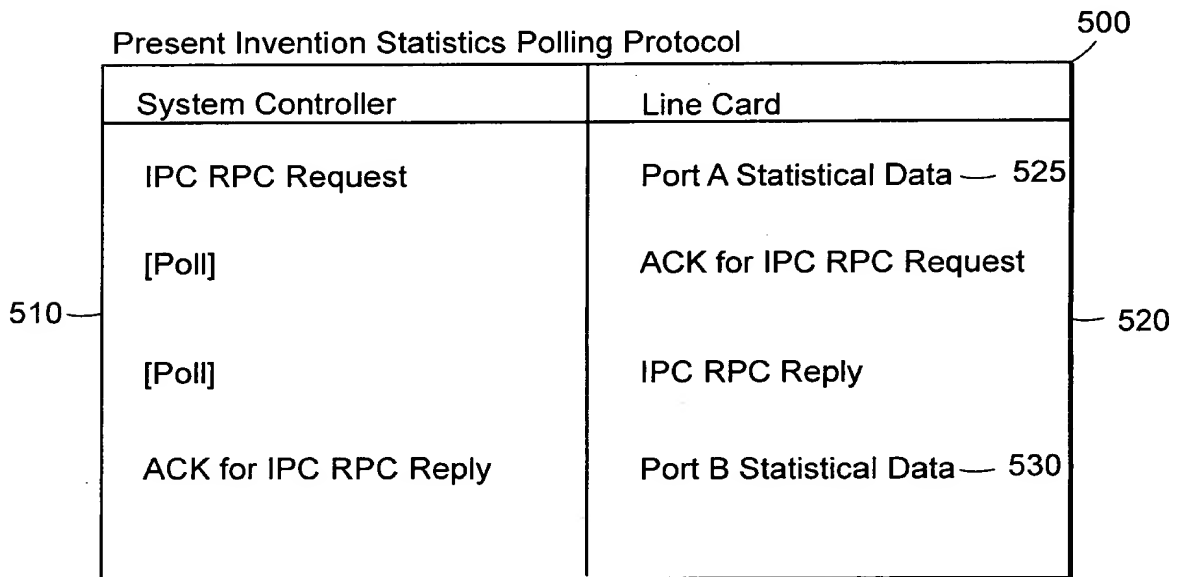 500
Present Invention Statistics Polling Protocol
System Controller Line Card
IPC RPC Request Port A Statistical Data 525
[Poll] ACK for IPC RPC Request
510 520
[Poll] IPC RPC Reply
ACK for IPC RPC Reply Port B Statistical Data 530